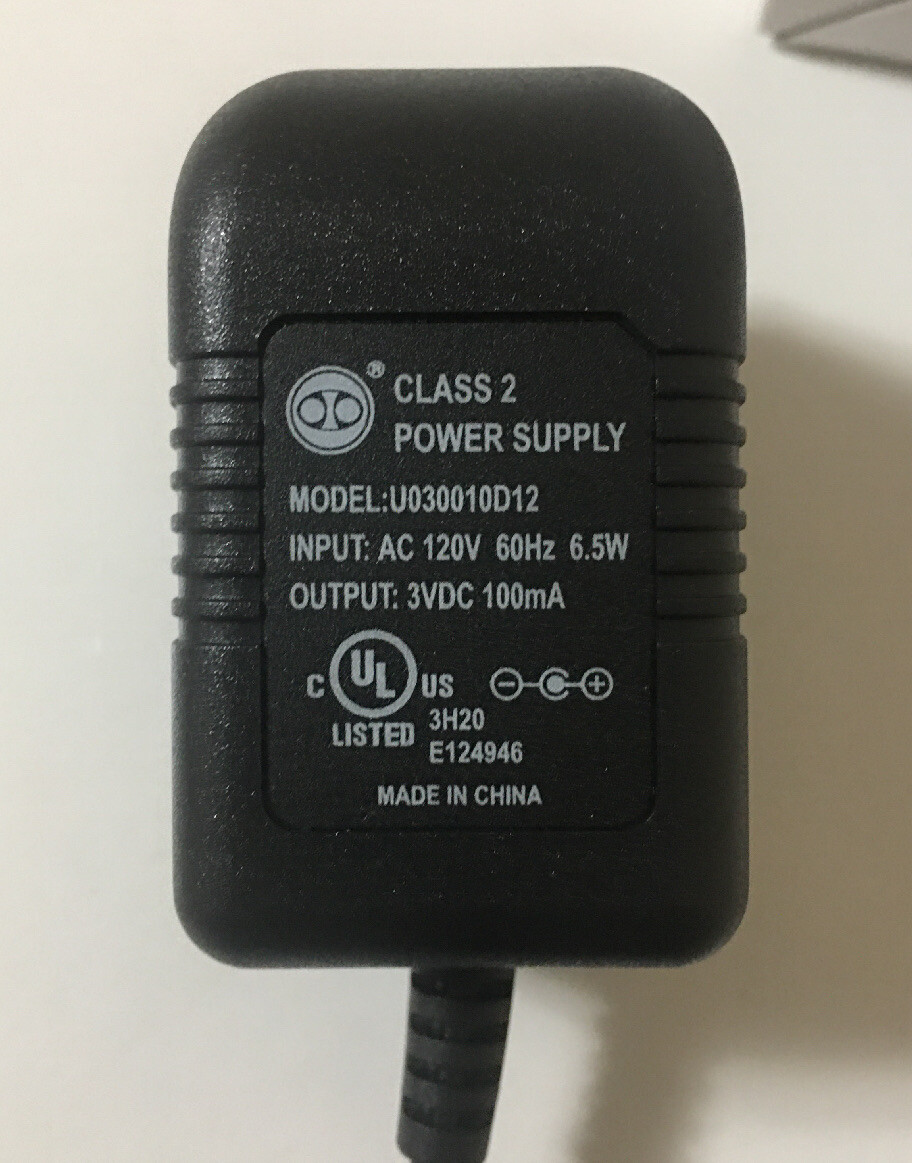 ®
CLASS 2
POWER SUPPLY
MODEL:U030010D12
INPUT: AC 120V 60Hz 6.5W
OUTPUT: 3VDC 100mA
C UL US
LISTED
3H20
E124946
MADE IN CHINA